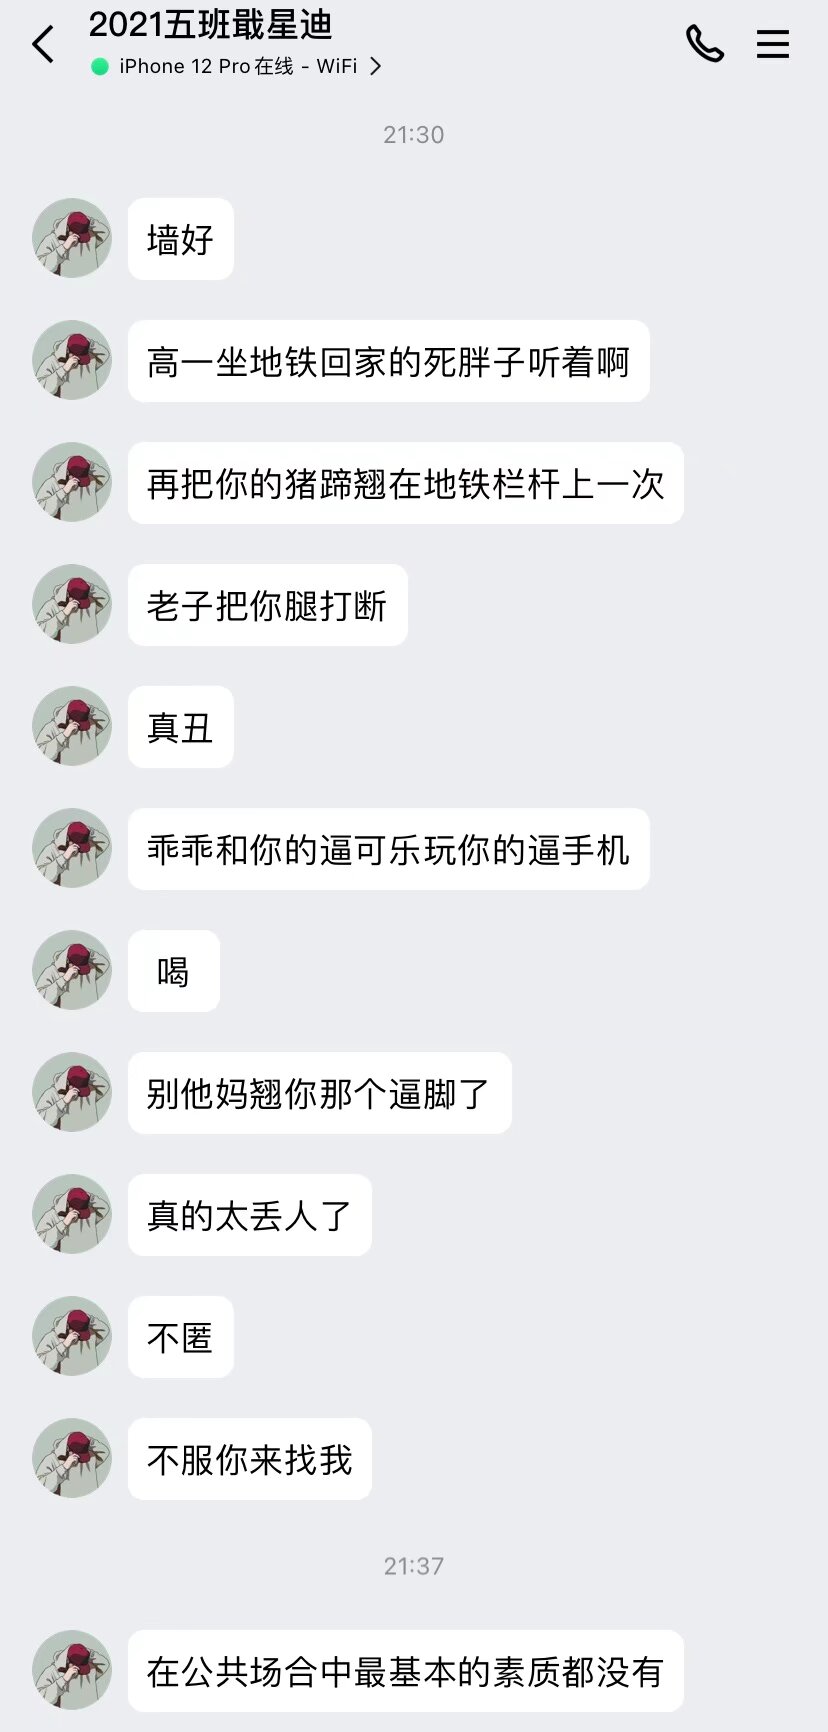 2021五班戢星迪
iPhone 12 Pro在线 - WiFi
21:30
墙好
高一坐地铁回家的死胖子听着啊
再把你的猪蹄翘在地铁栏杆上一次
老子把你腿打断
真丑
乖乖和你的逼可乐玩你的逼手机
喝
别他妈翘你那个逼脚了
真的太丢人了
不匿
不服你来找我
21:37
在公共场合中最基本的素质都没有